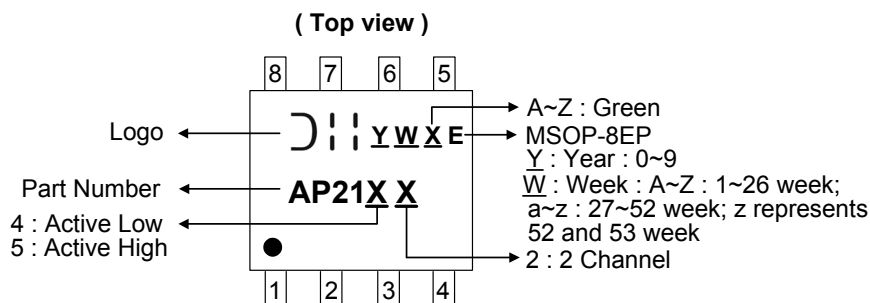 ( Top view )
8 7 6 5
Logo
Y W X E
A~Z : Green
MSOP-8EP
Y : Year : 0~9
W : Week : A~Z : 1~26 week;
a~z : 27~52 week; z represents
52 and 53 week
Part Number
AP21X X
4 : Active Low
5 : Active High
2 : 2 Channel
1 2 3 4